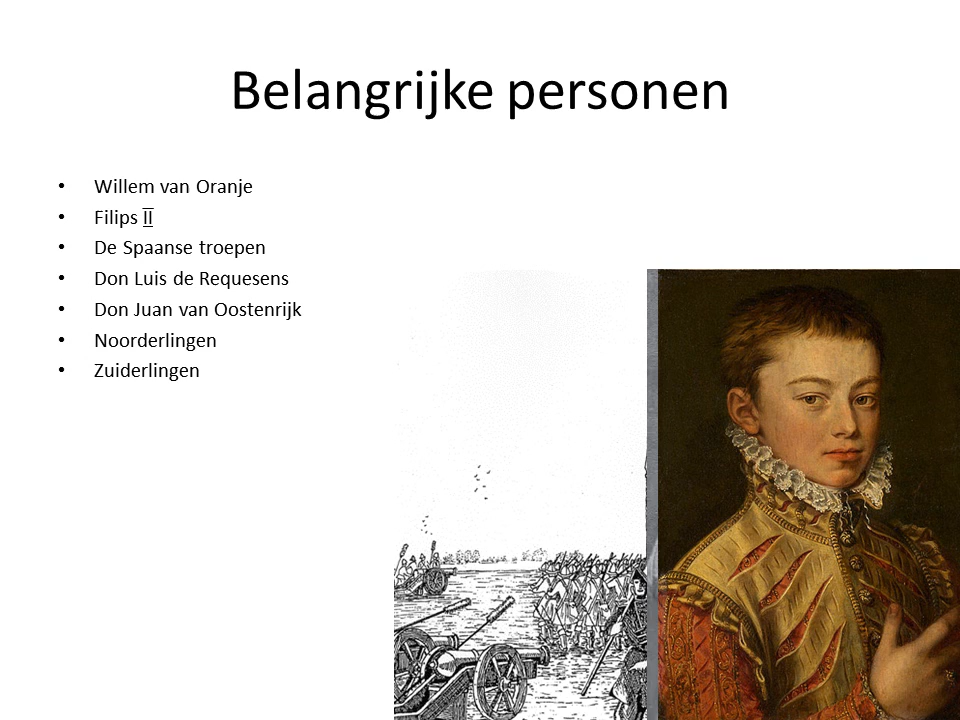 Belangrijke personen
• Willem van Oranje
• Filips II
• De Spaanse troepen
• Don Luis de Requesens
• Don Juan van Oostenrijk
• Noorderlingen
• Zuiderlingen